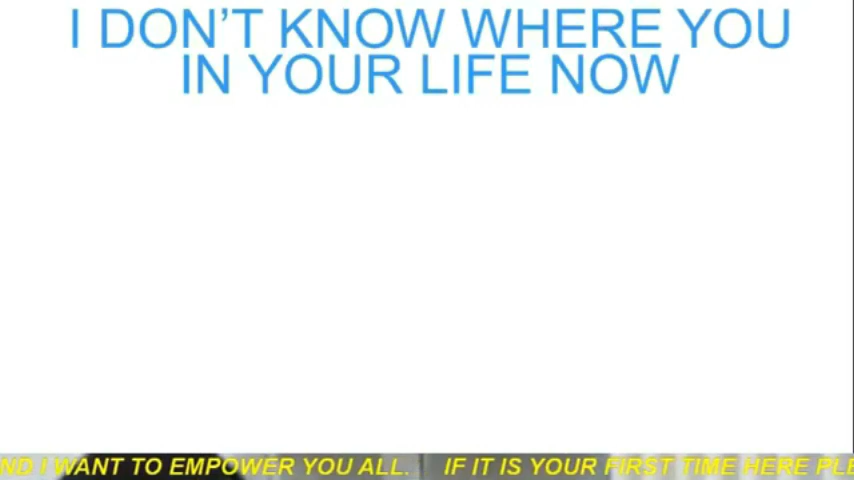 I DON'T KNOW WHERE YOU
IN YOUR LIFE NOW
I WANT TO EMPOWER YOU ALL. IF IT IS YOUR FIRST TIME HERE